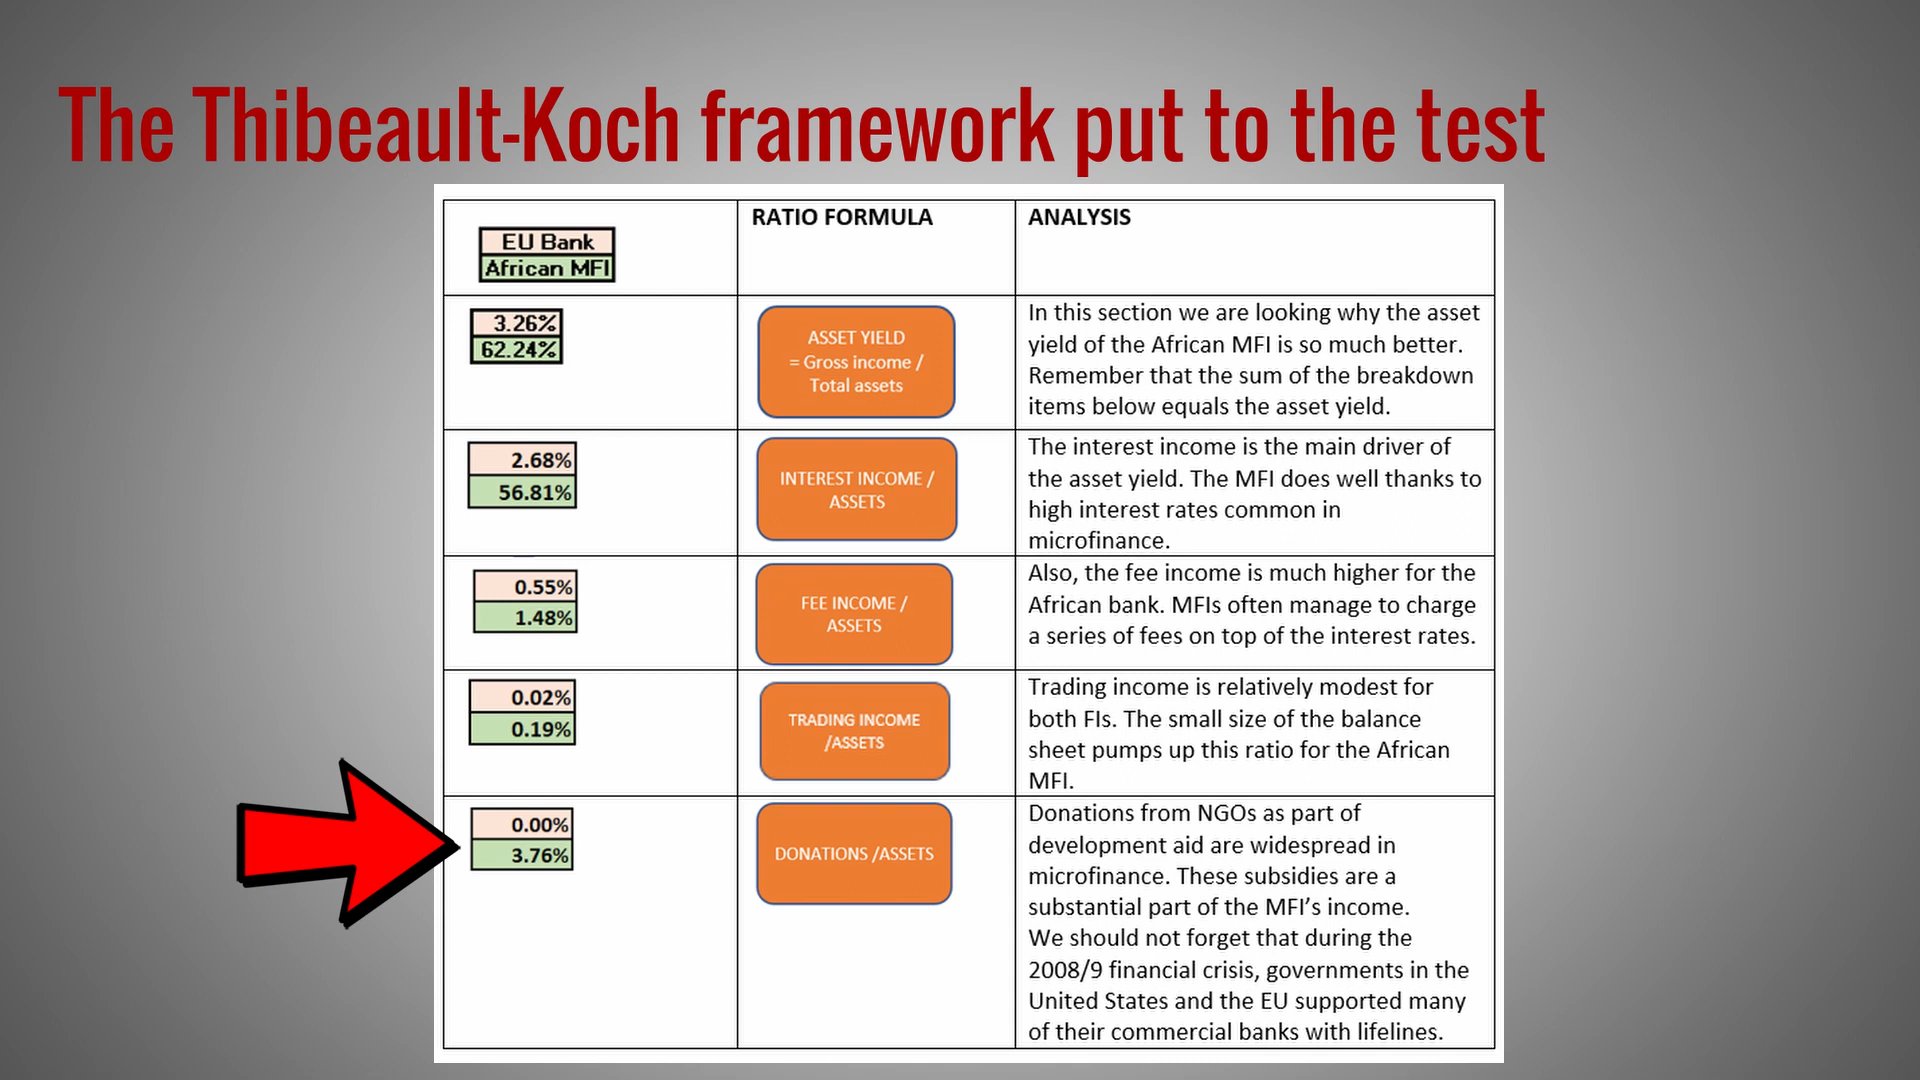 The Thibeault-Koch framework put to the test
RATIO FORMULA
ANALYSIS
EU Bank
African MFI
3.26%
62.24%
ASSET YIELD
= Gross income /
Total assets
In this section we are looking why the asset
yield of the African MFI is so much better.
Remember that the sum of the breakdown
items below equals the asset yield.
2.68%
56.81%
INTEREST INCOME /
ASSETS
The interest income is the main driver of
the asset yield. The MFI does well thanks to
high interest rates common in
microfinance.
0.55%
1.48%
FEE INCOME /
ASSETS
Also, the fee income is much higher for the
African bank. MFIs often manage to charge
a series of fees on top of the interest rates.
0.02%
0.19%
TRADING INCOME
/ASSETS
Trading income is relatively modest for
both FIs. The small size of the balance
sheet pumps up this ratio for the African
MFI.
0.00%
3.76%
DONATIONS /ASSETS
Donations from NGOs as part of
development aid are widespread in
microfinance. These subsidies are a
substantial part of the MFI’s income.
We should not forget that during the
2008/9 financial crisis, governments in the
United States and the EU supported many
of their commercial banks with lifelines.